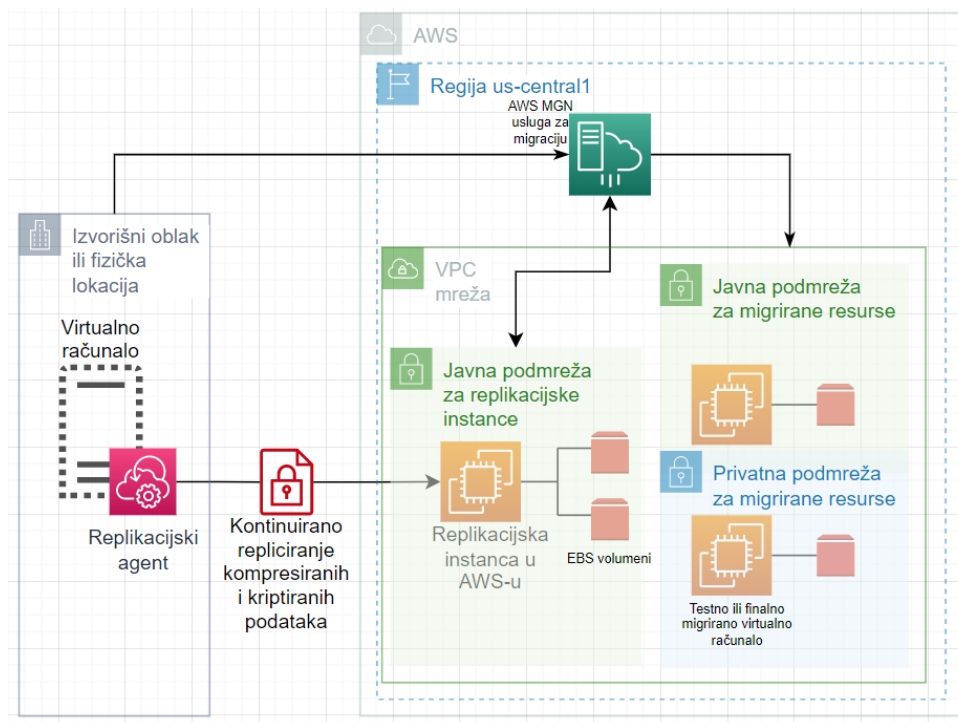 AWS
Regija us-central1
AWS MGN
usluga za
migraciju
Izvorišni oblak
ili fizička
lokacija
Virtualno
računalo
Replikacijski
agent
Kontinuirano
repliciranje
kompresiranih
i kriptiranih
podataka
VPC
mreža
Javna podmreža
za replikacijske
instance
Replikacijska
instanca u
AWS-u
EBS volumeni
Javna podmreža
za migrirane resurse
Privatna podmreža
za migrirane resurse
Testno ili finalno
migrirano virtualno
računalo